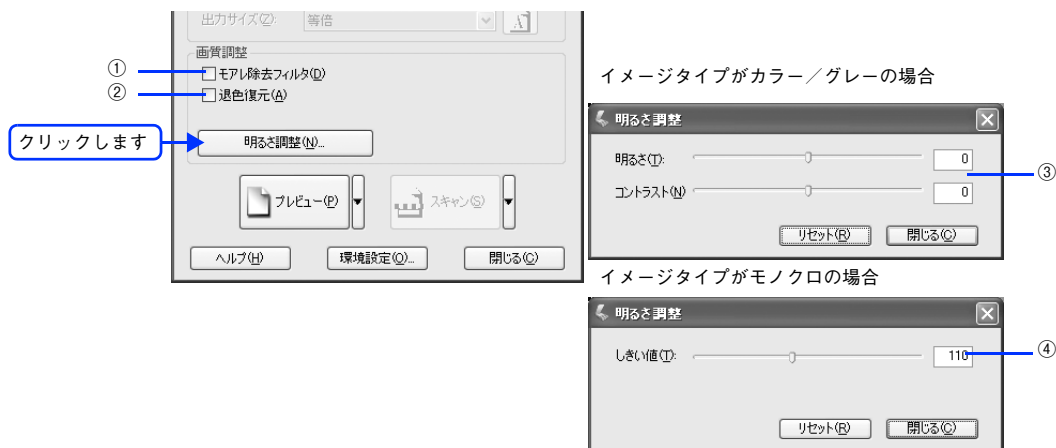 出力サイズ(Z): 等倍
画質調整
① モアレ除去フィルタ(D)
② 退色復元(A)
クリックします
明るさ調整(N)...
プレビュー(P) スキャン(S)
ヘルプ(H) 環境設定(O)... 閉じる(C)
イメージタイプがカラー／グレーの場合
明るさ調整
明るさ(T): 0
③
コントラスト(N) 0
リセット(R) 閉じる(C)
イメージタイプがモノクロの場合
明るさ調整
しきい値(T): 110 ④
リセット(R) 閉じる(C)